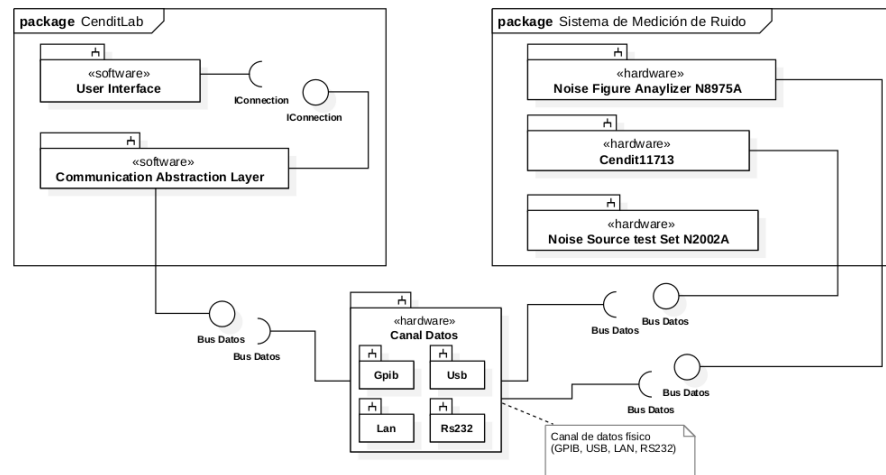 package CenditLab
«software»
User Interface
IConnection
IConnection
«software»
Communication Abstraction Layer
package Sistema de Medición de Ruido
«hardware»
Noise Figure Anaylizer N8975A
«hardware»
Cendit11713
«hardware»
Noise Source test Set N2002A
Bus Datos
Bus Datos
«hardware»
Canal Datos
Gpib
Usb
Lan
Rs232
Bus Datos
Bus Datos
Bus Datos
Bus Datos
Canal de datos físico
(GPIB, USB, LAN, RS232)